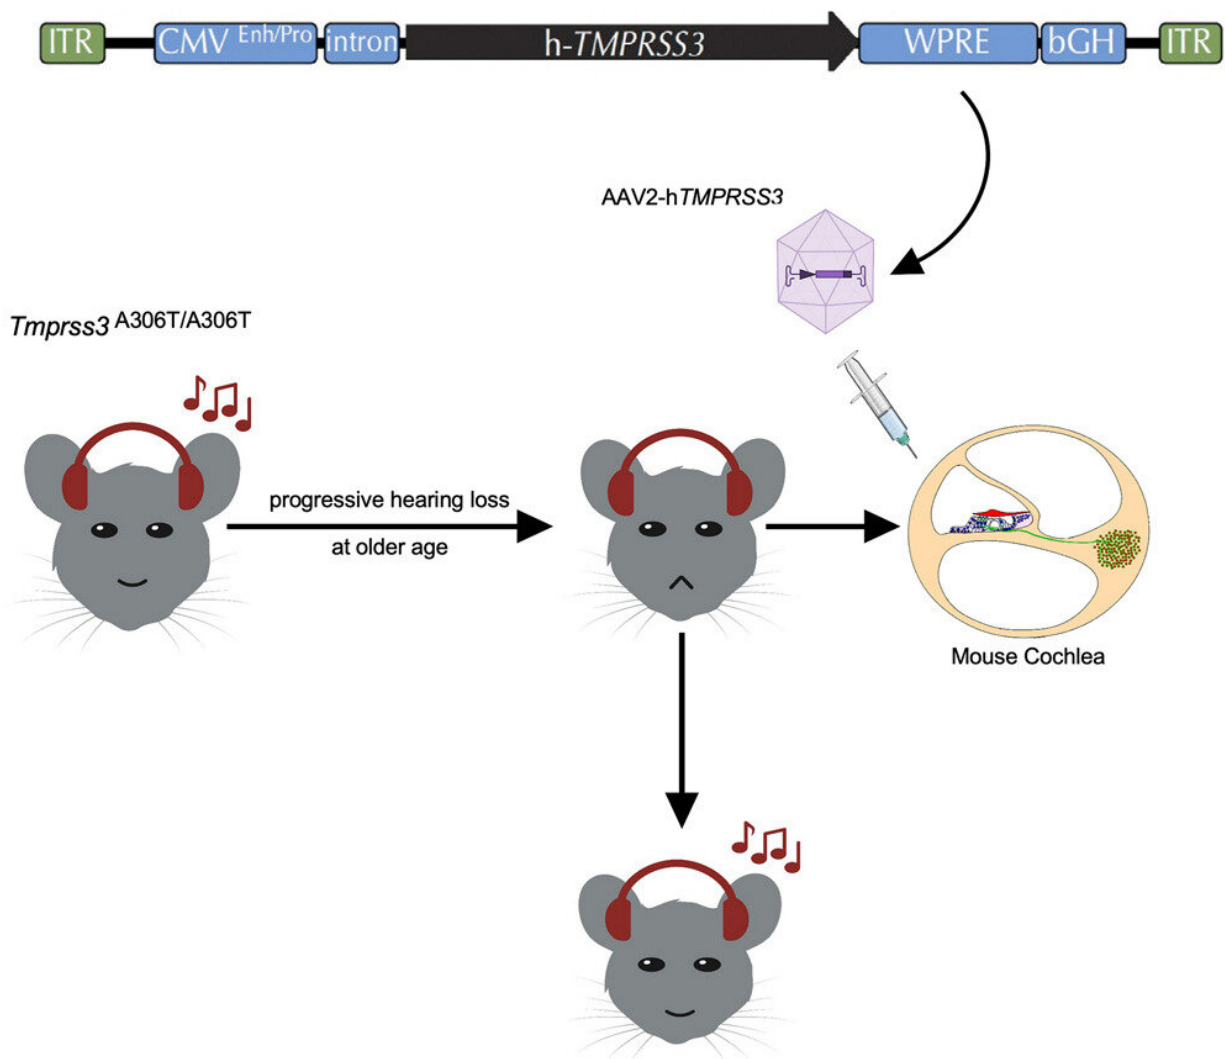 ITR CMV Enh/Pro intron h-TMPRSS3 WPRE bGH ITR
AAV2-hTMPRSS3
Tmprss3 A306T/A306T
progressive hearing loss
at older age
Mouse Cochlea